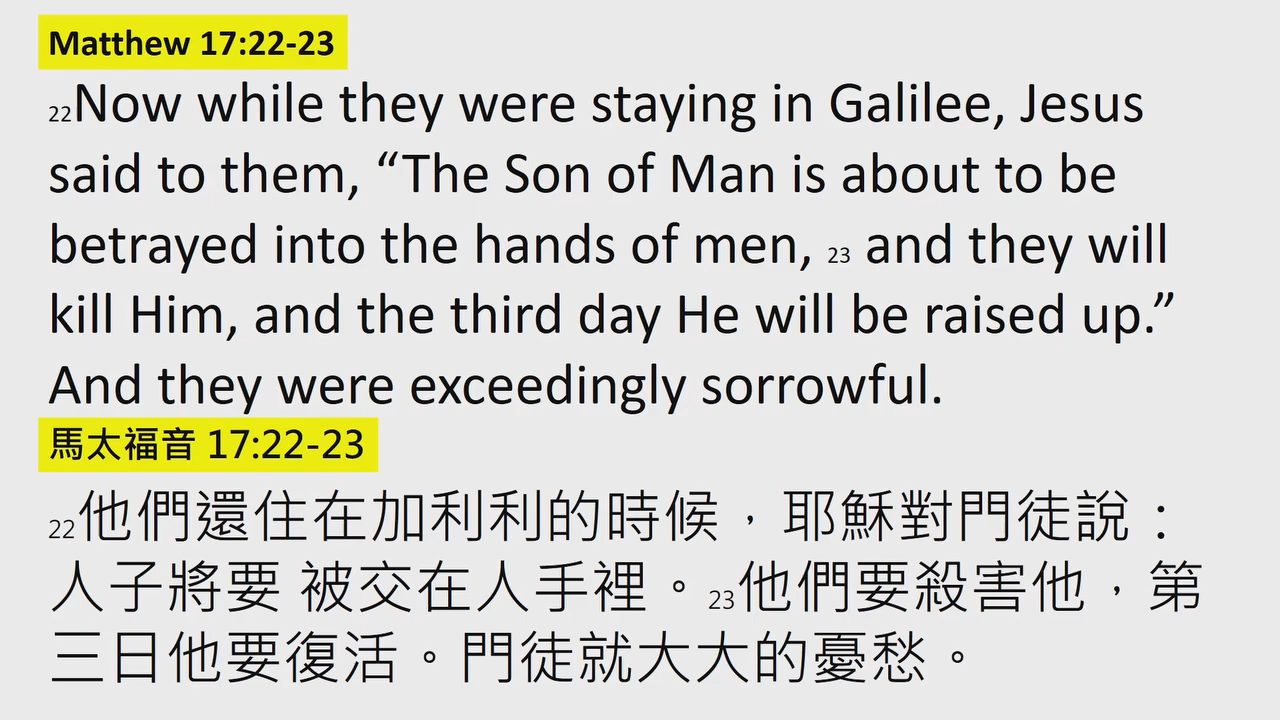 Matthew 17:22-23
22Now while they were staying in Galilee, Jesus
said to them, “The Son of Man is about to be
betrayed into the hands of men, 23 and they will
kill Him, and the third day He will be raised up.”
And they were exceedingly sorrowful.
馬太福音 17:22-23
22他們還住在加利利的時候，耶穌對門徒說：
人子將要 被交在人手裡。23他們要殺害他，第
三日他要復活。門徒就大大的憂愁。